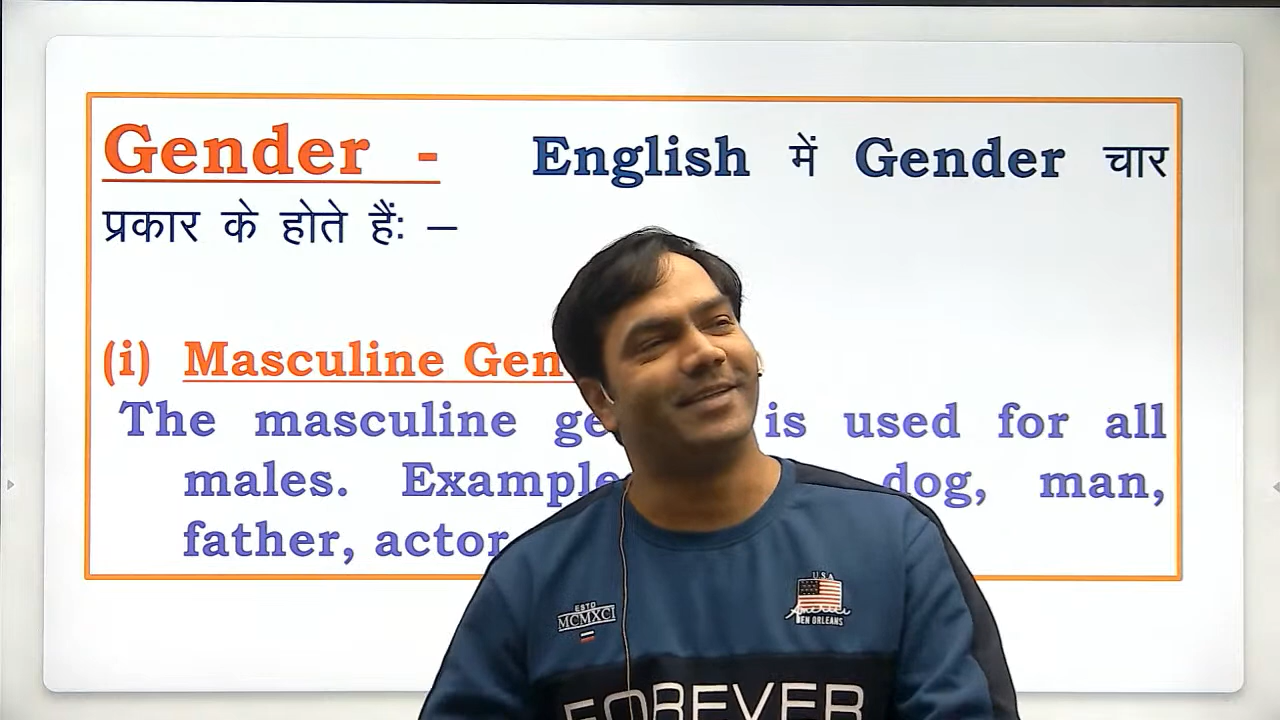 Gender - English में Gender चार
प्रकार के होते हैंः –
(i) Masculine Gen
The masculine ge is used for all
males. Example dog, man,
father, actor
ESTD
MCMXCI
USA
America
NEW ORLEANS
FOREVER